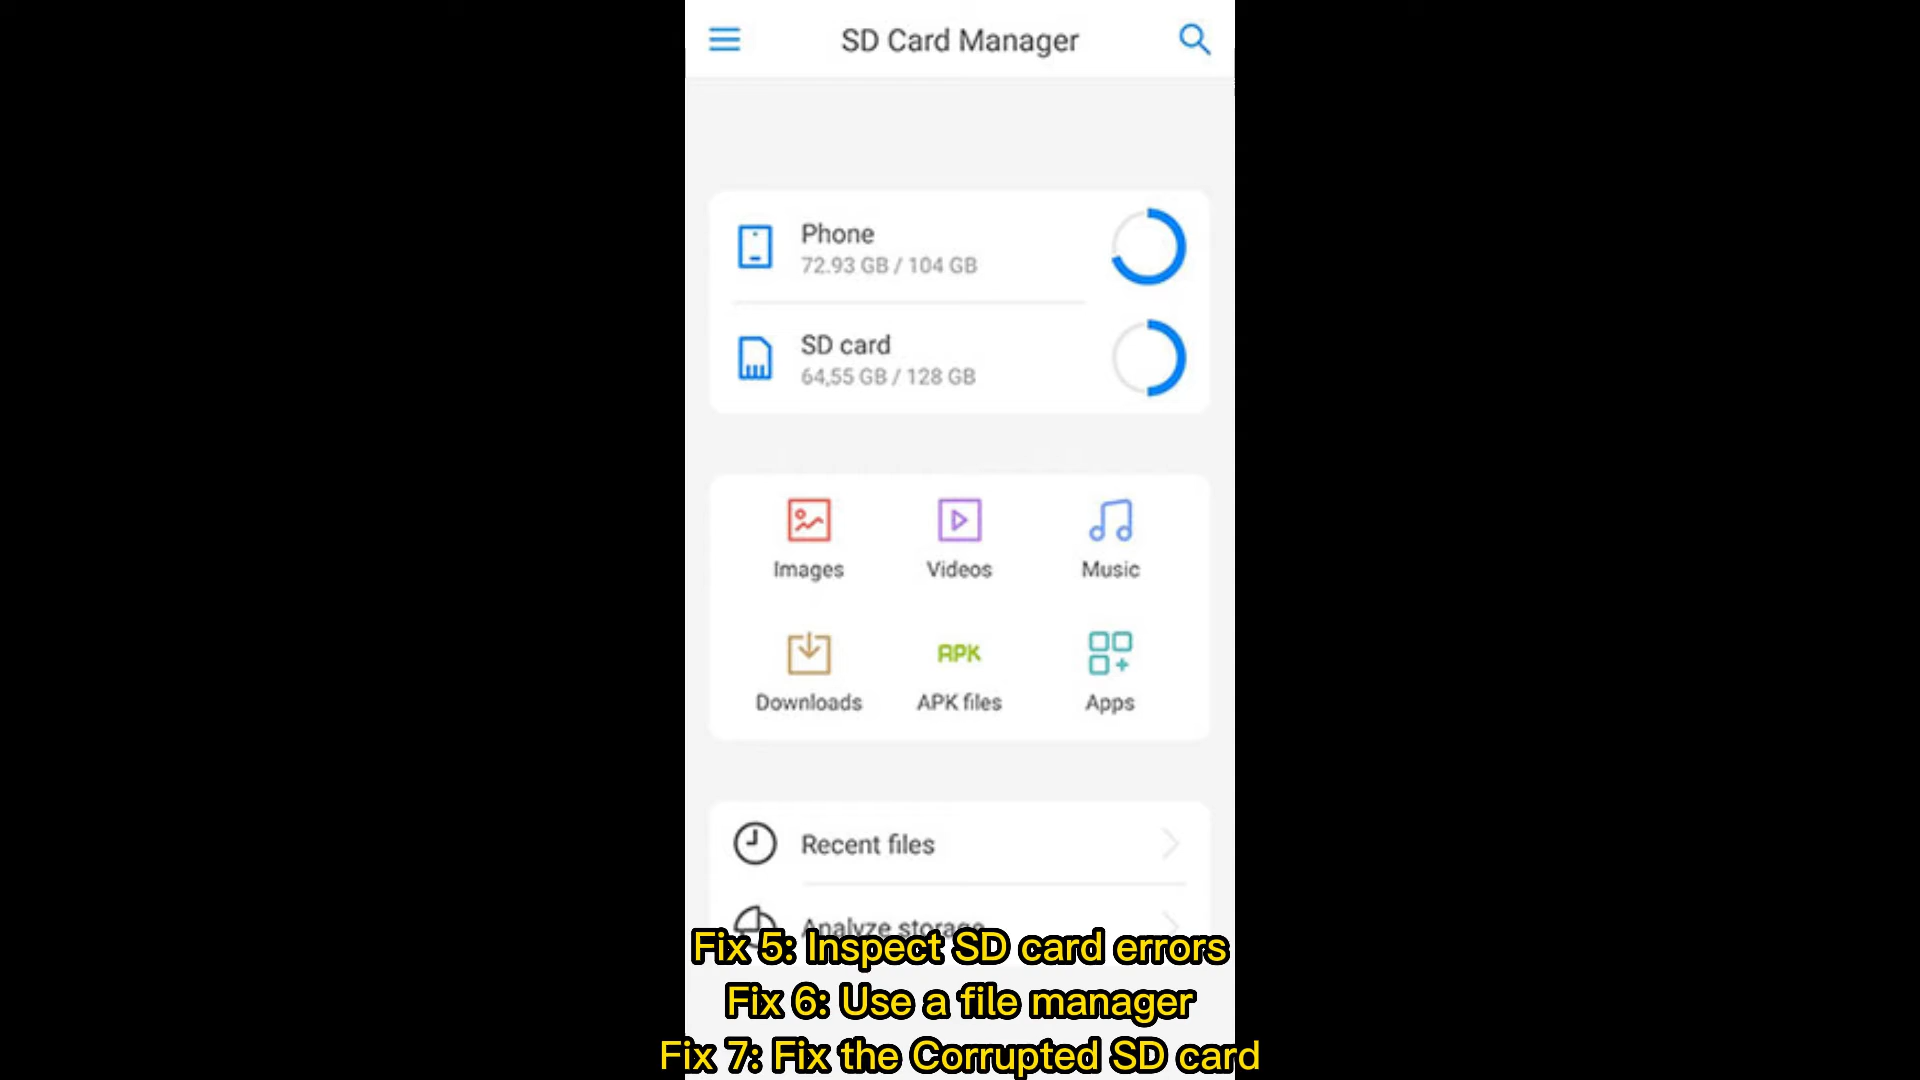 SD Card Manager
Phone
72.93 GB / 104 GB
SD card
64,55 GB / 128 GB
Images Videos Music
APK
Downloads APK files Apps
Recent files
Analyze storage
Fix 5: Inspect SD card errors
Fix 6: Use a file manager
Fix 7: Fix the Corrupted SD card